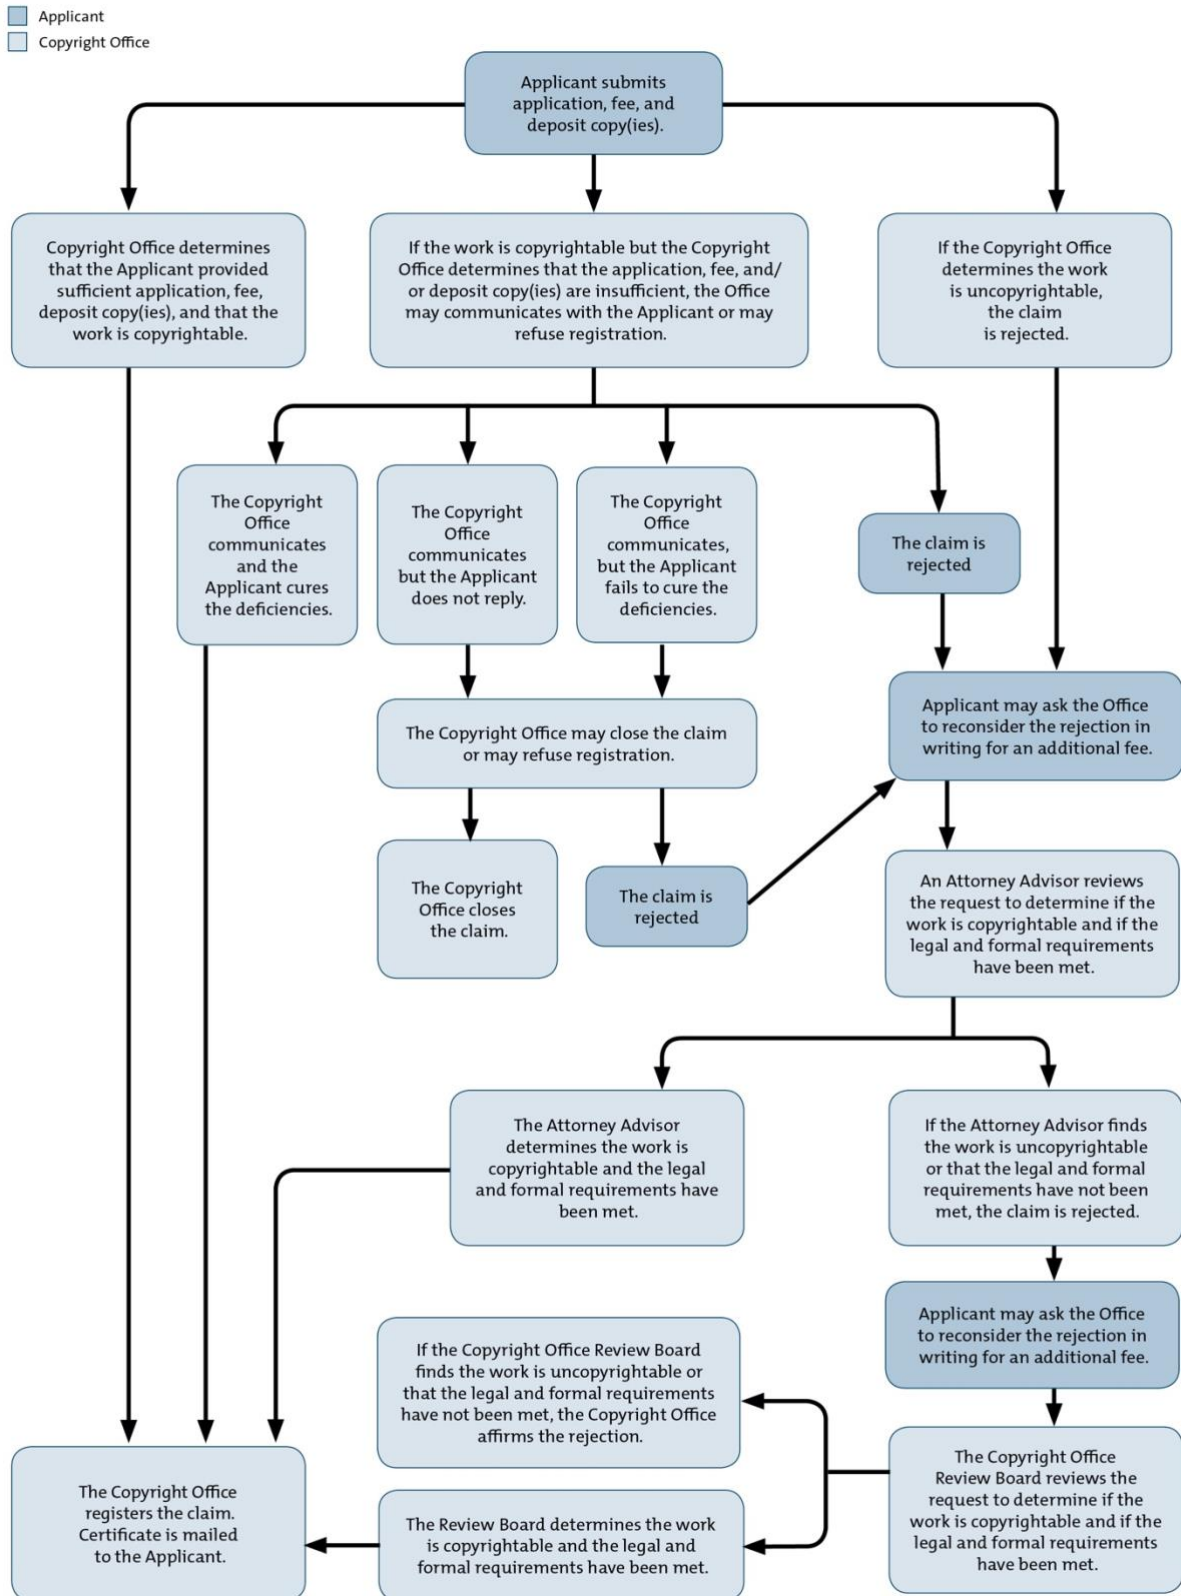 Applicant
Copyright Office
Applicant submits
application, fee, and
deposit copy(ies).
Copyright Office determines
that the Applicant provided
sufficient application, fee,
deposit copy(ies), and that the
work is copyrightable.
If the work is copyrightable but the Copyright
Office determines that the application, fee, and/
or deposit copy(ies) are insufficient, the Office
may communicates with the Applicant or may
refuse registration.
If the Copyright Office
determines the work
is uncopyrightable,
the claim
is rejected.
The Copyright
Office
communicates
and the
Applicant cures
the deficiencies.
The Copyright
Office
communicates
but the Applicant
does not reply.
The Copyright
Office
communicates,
but the Applicant
fails to cure the
deficiencies.
The claim is
rejected
The Copyright Office may close the claim
or may refuse registration.
Applicant may ask the Office
to reconsider the rejection in
writing for an additional fee.
The Copyright
Office closes
the claim.
The claim is
rejected
An Attorney Advisor reviews
the request to determine if the
work is copyrightable and if the
legal and formal requirements
have been met.
The Attorney Advisor
determines the work is
copyrightable and the legal
and formal requirements have
been met.
If the Attorney Advisor finds
the work is uncopyrightable
or that the legal and formal
requirements have not been
met, the claim is rejected.
Applicant may ask the Office
to reconsider the rejection in
writing for an additional fee.
If the Copyright Office Review Board
finds the work is uncopyrightable or
that the legal and formal requirements
have not been met, the Copyright Office
affirms the rejection.
The Copyright Office
Review Board reviews the
request to determine if the
work is copyrightable and if the
legal and formal requirements
have been met.
The Copyright Office
registers the claim.
Certificate is mailed
to the Applicant.
The Review Board determines the work
is copyrightable and the legal and
formal requirements have been met.